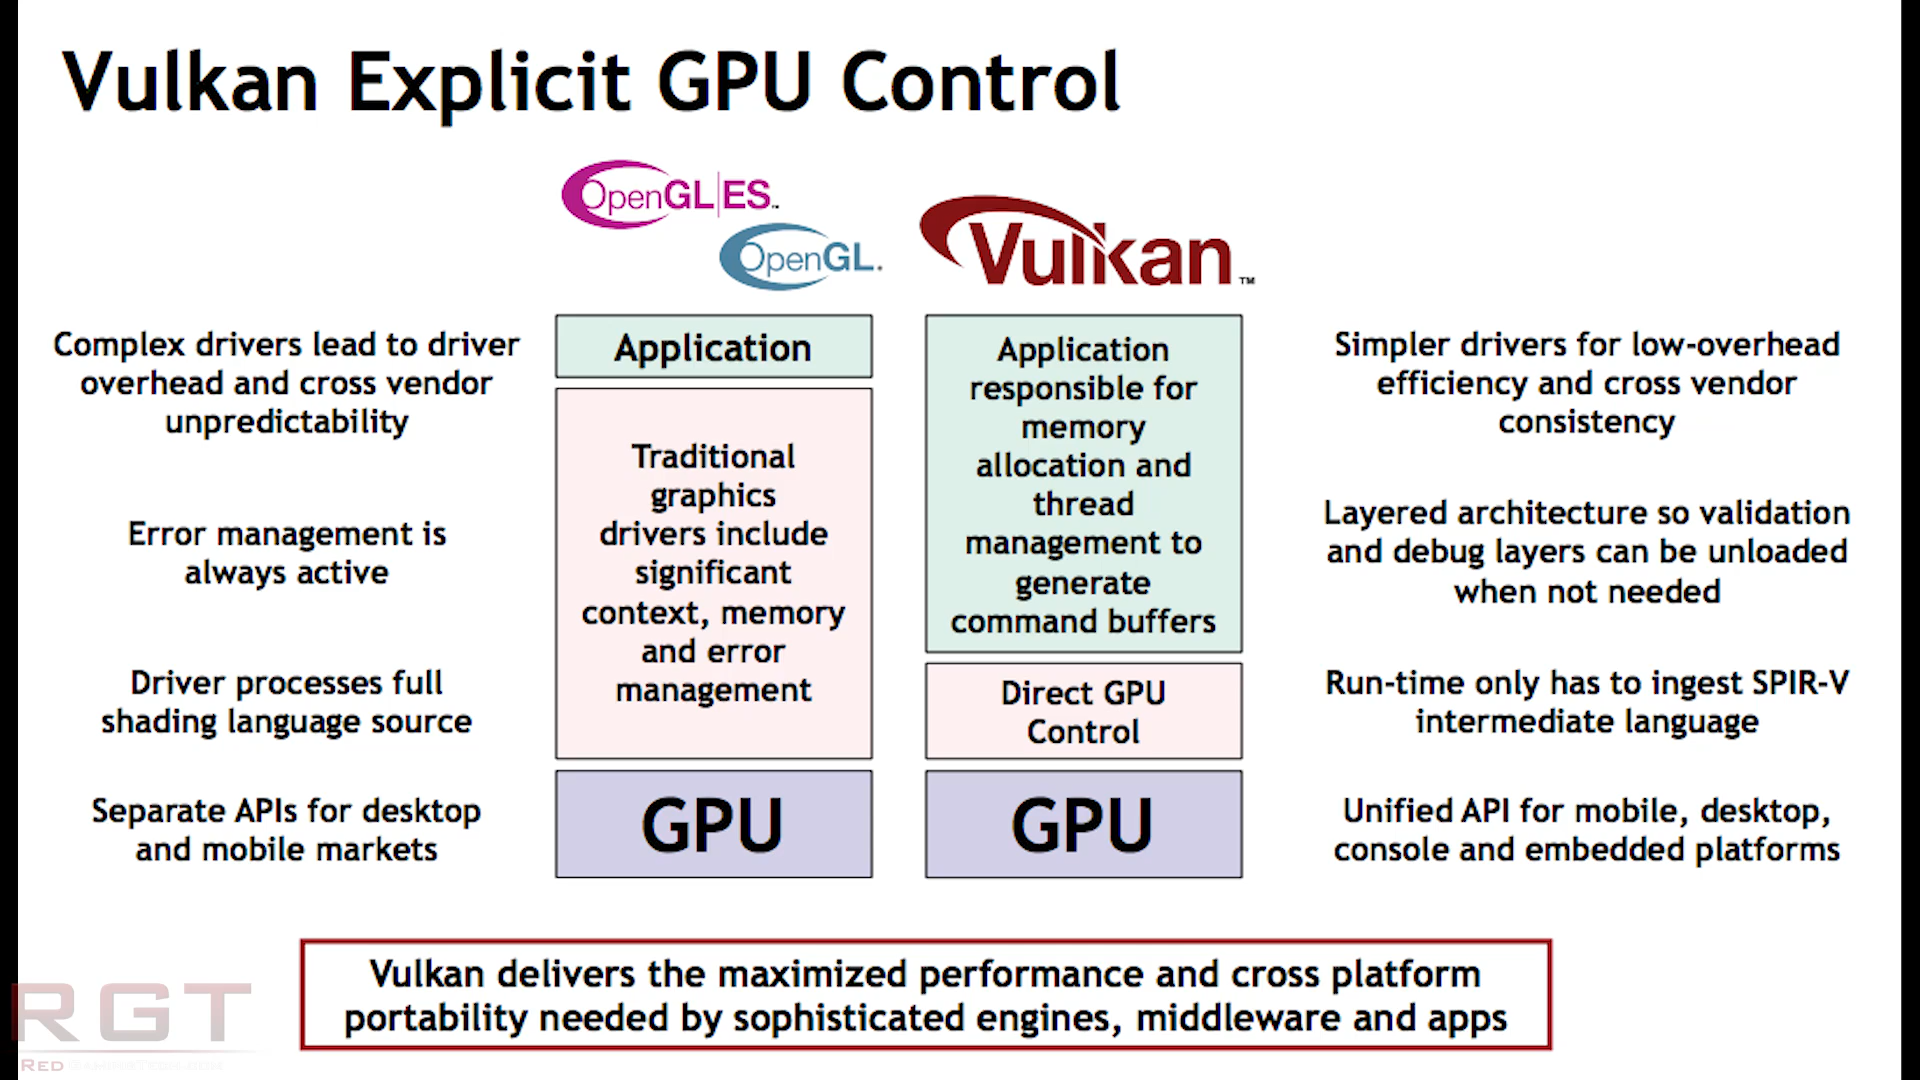 Vulkan Explicit GPU Control
OpenGL|ES™
OpenGL.
Vulkan™
Complex drivers lead to driver
overhead and cross vendor
unpredictability
Error management is
always active
Driver processes full
shading language source
Separate APIs for desktop
and mobile markets
Application
Traditional
graphics
drivers include
significant
context, memory
and error
management
GPU
Application
responsible for
memory
allocation and
thread
management to
generate
command buffers
Direct GPU
Control
GPU
Simpler drivers for low-overhead
efficiency and cross vendor
consistency
Layered architecture so validation
and debug layers can be unloaded
when not needed
Run-time only has to ingest SPIR-V
intermediate language
Unified API for mobile, desktop,
console and embedded platforms
Vulkan delivers the maximized performance and cross platform
portability needed by sophisticated engines, middleware and apps
RGT
RED